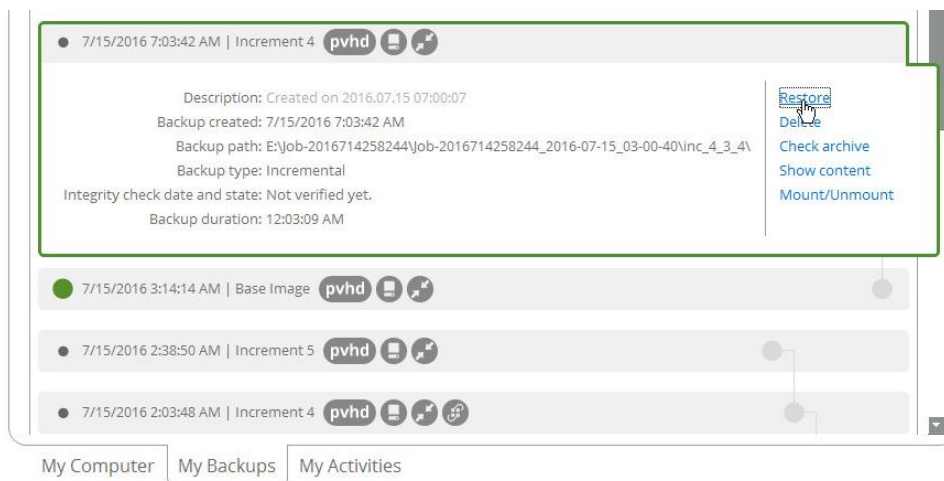 7/15/2016 7:03:42 AM | Increment 4 pvhd
Description: Created on 2016.07.15 07:00:07
Backup created: 7/15/2016 7:03:42 AM
Backup path: E:\Job-2016714258244\Job-2016714258244_2016-07-15_03-00-40\inc_4_3_4\
Backup type: Incremental
Integrity check date and state: Not verified yet.
Backup duration: 12:03:09 AM
Restore
Delete
Check archive
Show content
Mount/Unmount
7/15/2016 3:14:14 AM | Base Image pvhd
7/15/2016 2:38:50 AM | Increment 5 pvhd
7/15/2016 2:03:48 AM | Increment 4 pvhd
My Computer
My Backups
My Activities